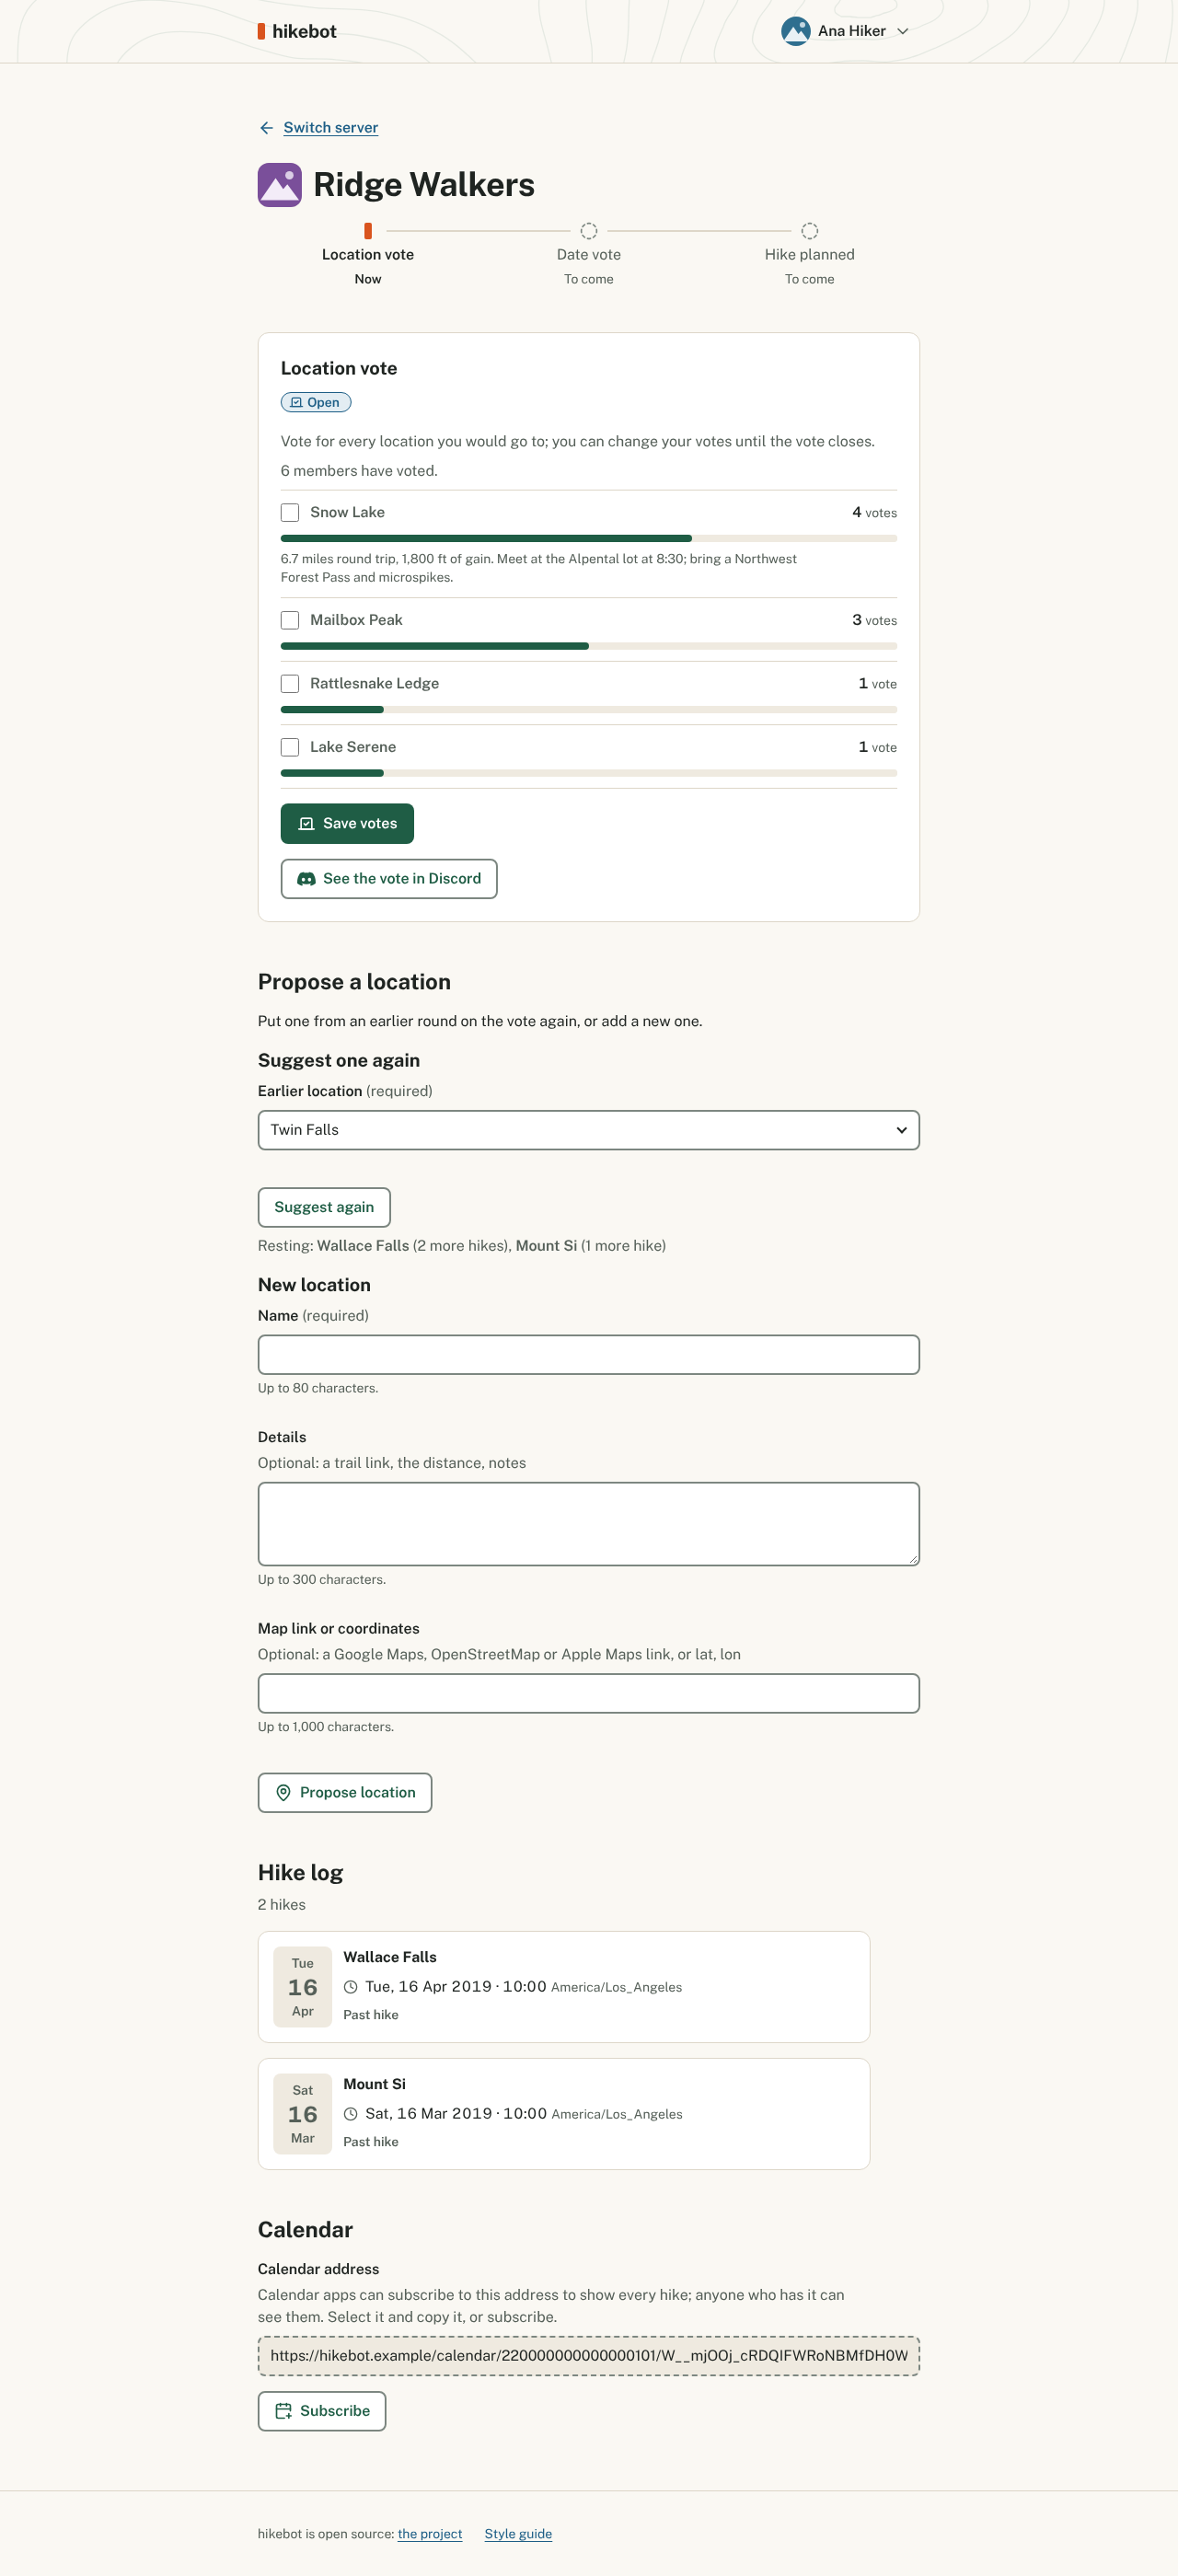 hikebot
Ana Hiker
Switch server
Ridge Walkers
Location vote
Now
Date vote
To come
Hike planned
To come
Location vote
Open
Vote for every location you would go to; you can change your votes until the vote closes.
6 members have voted.
Snow Lake
4 votes
6.7 miles round trip, 1,800 ft of gain. Meet at the Alpental lot at 8:30; bring a Northwest
Forest Pass and microspikes.
Mailbox Peak
3 votes
Rattlesnake Ledge
1 vote
Lake Serene
1 vote
Save votes
See the vote in Discord
Propose a location
Put one from an earlier round on the vote again, or add a new one.
Suggest one again
Earlier location (required)
Twin Falls
Suggest again
Resting: Wallace Falls (2 more hikes), Mount Si (1 more hike)
New location
Name (required)
Up to 80 characters.
Details
Optional: a trail link, the distance, notes
Up to 300 characters.
Map link or coordinates
Optional: a Google Maps, OpenStreetMap or Apple Maps link, or lat, lon
Up to 1,000 characters.
Propose location
Hike log
2 hikes
Tue
16
Apr
Wallace Falls
Tue, 16 Apr 2019 · 10:00 America/Los_Angeles
Past hike
Sat
16
Mar
Mount Si
Sat, 16 Mar 2019 · 10:00 America/Los_Angeles
Past hike
Calendar
Calendar address
Calendar apps can subscribe to this address to show every hike; anyone who has it can
see them. Select it and copy it, or subscribe.
https://hikebot.example/calendar/220000000000000101/W__mjOOj_cRDQIFWRoNBMfDH0W
Subscribe
hikebot is open source: the project
Style guide